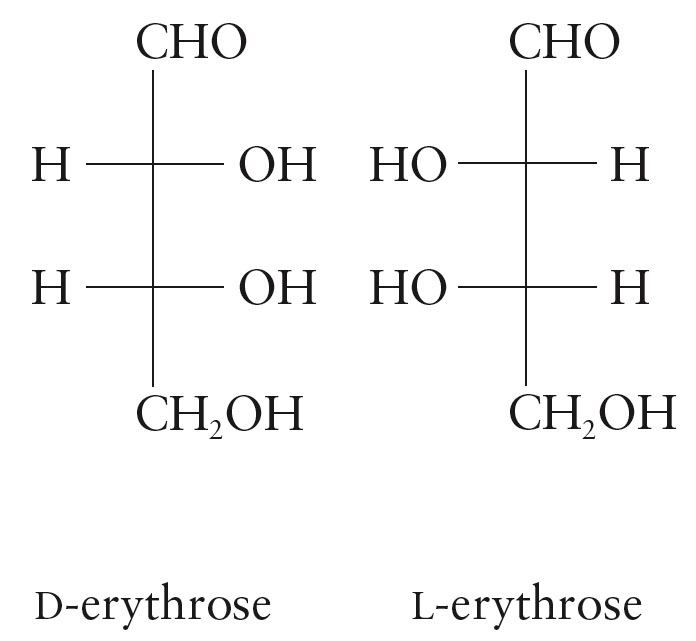 CHO CHO
H OH HO H
H OH HO H
CH₂OH CH₂OH
D-erythrose L-erythrose